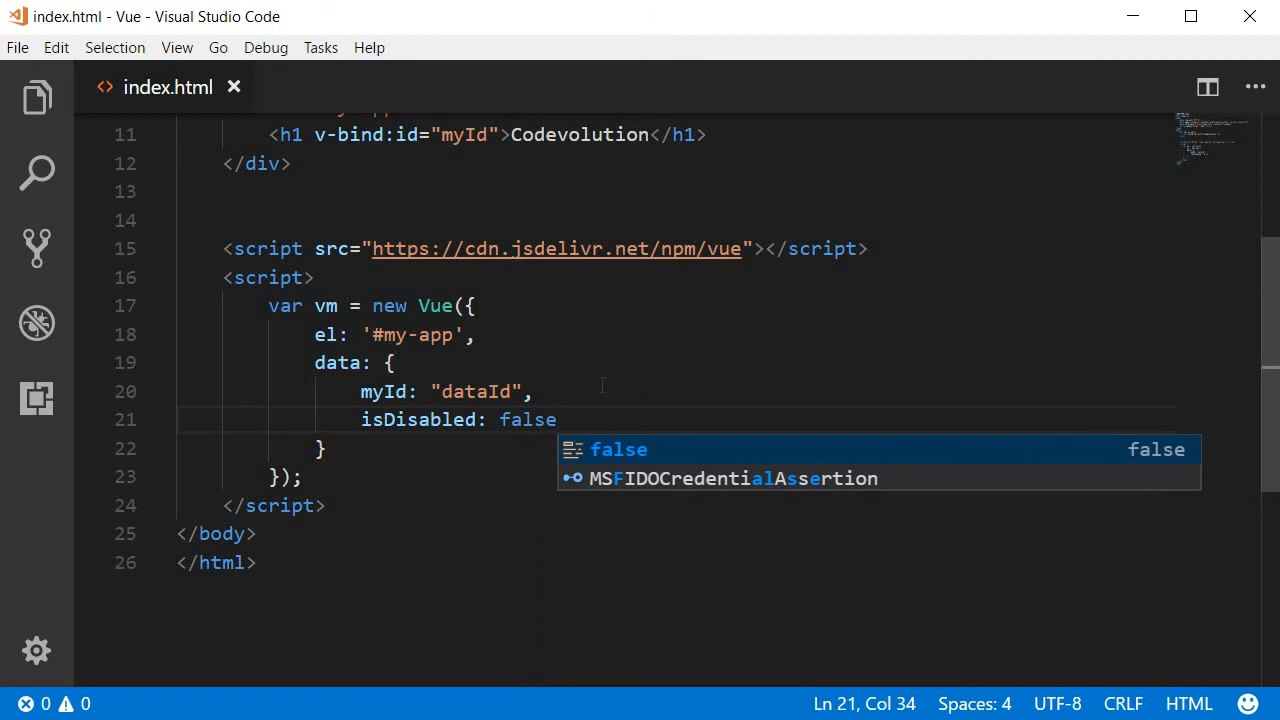 index.html - Vue - Visual Studio Code
File Edit Selection View Go Debug Tasks Help
index.html
11 <h1 v-bind:id="myId">Codevolution</h1>
12 </div>
13
14
15 <script src="https://cdn.jsdelivr.net/npm/vue"></script>
16 <script>
17 var vm = new Vue({
18 el: '#my-app',
19 data: {
20 myId: "dataId",
21 isDisabled: false
false false
22 }
MSFIDOCredentialAssertion
23 });
24 </script>
25 </body>
26 </html>
0 0 Ln 21, Col 34 Spaces: 4 UTF-8 CRLF HTML